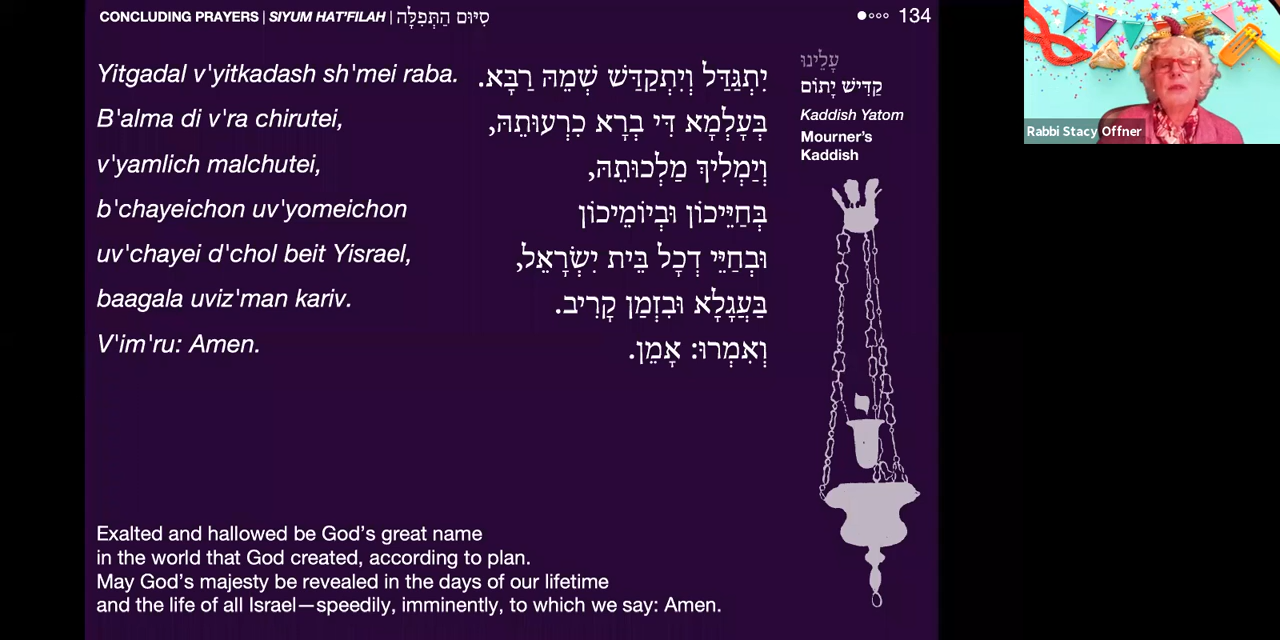 CONCLUDING PRAYERS | SIYUM HAT'FILAH | סִיּוּם הַתְּפִלָּה
134
Yitgadal v'yitkadash sh'mei raba.
B'alma di v'ra chirutei,
v'yamlich malchutei,
b'chayeichon uv'yomeichon
uv'chayei d'chol beit Yisrael,
baagala uviz'man kariv.
V'im'ru: Amen.
יִתְגַּדַּל וְיִתְקַדַּשׁ שְׁמֵהּ רַבָּא.
בְּעָלְמָא דִּי בְרָא כִרְעוּתֵהּ,
וְיַמְלִיךְ מַלְכוּתֵהּ,
בְּחַיֵּיכוֹן וּבְיוֹמֵיכוֹן
וּבְחַיֵּי דְכָל בֵּית יִשְׂרָאֵל,
בַּעֲגָלָא וּבִזְמַן קָרִיב.
וְאִמְרוּ: אָמֵן.
עָלֵינוּ
קַדִּישׁ יָתוֹם
Kaddish Yatom
Mourner's
Kaddish
Exalted and hallowed be God's great name
in the world that God created, according to plan.
May God's majesty be revealed in the days of our lifetime
and the life of all Israel—speedily, imminently, to which we say: Amen.
Rabbi Stacy Offner